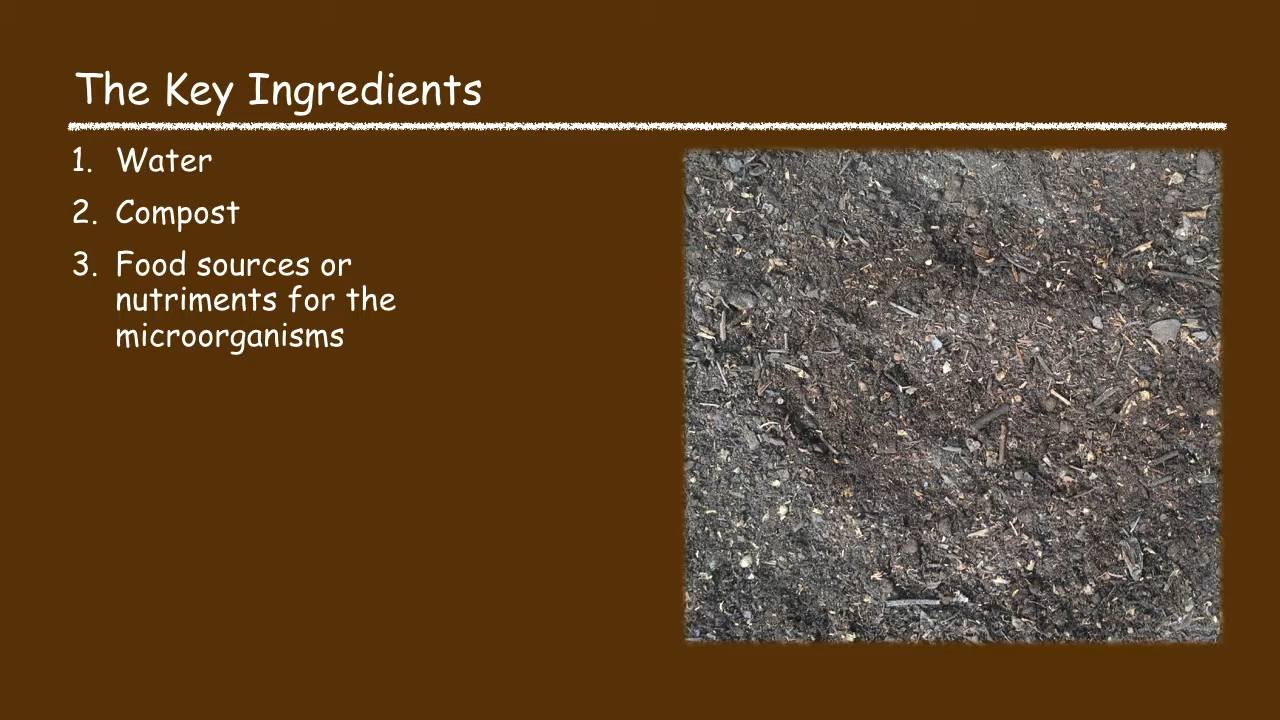 The Key Ingredients
1. Water
2. Compost
3. Food sources or
nutriments for the
microorganisms